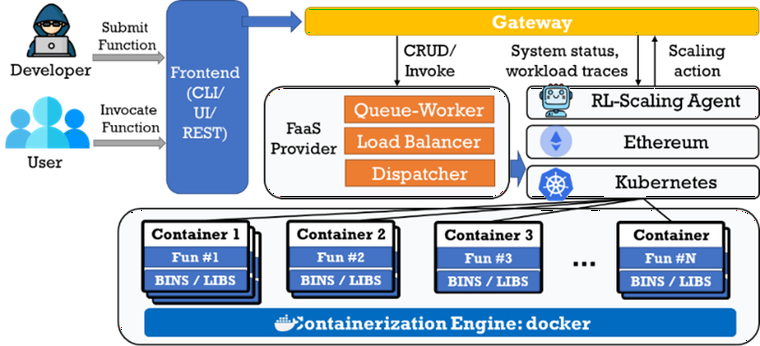 Gateway
Submit
Function
Developer
Invocate
Function
User
Frontend
(CLI/
UI/
REST)
CRUD/
Invoke
System status,
workload traces
Scaling
action
FaaS
Provider
Queue-Worker
Load Balancer
Dispatcher
RL-Scaling Agent
Ethereum
Kubernetes
Container 1
Fun #1
BINS / LIBS
Container 2
Fun #2
BINS / LIBS
Container 3
Fun #3
BINS / LIBS
...
Container
Fun #N
BINS / LIBS
Containerization Engine: docker